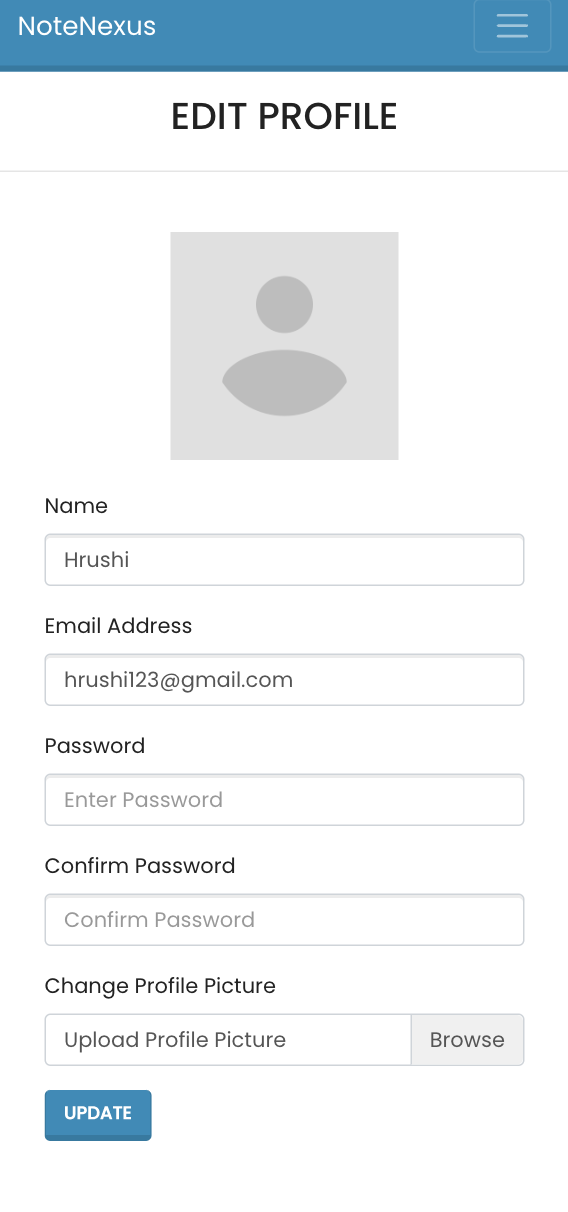 NoteNexus
EDIT PROFILE
Name
Hrushi
Email Address
hrushi123@gmail.com
Password
Enter Password
Confirm Password
Confirm Password
Change Profile Picture
Upload Profile Picture Browse
UPDATE